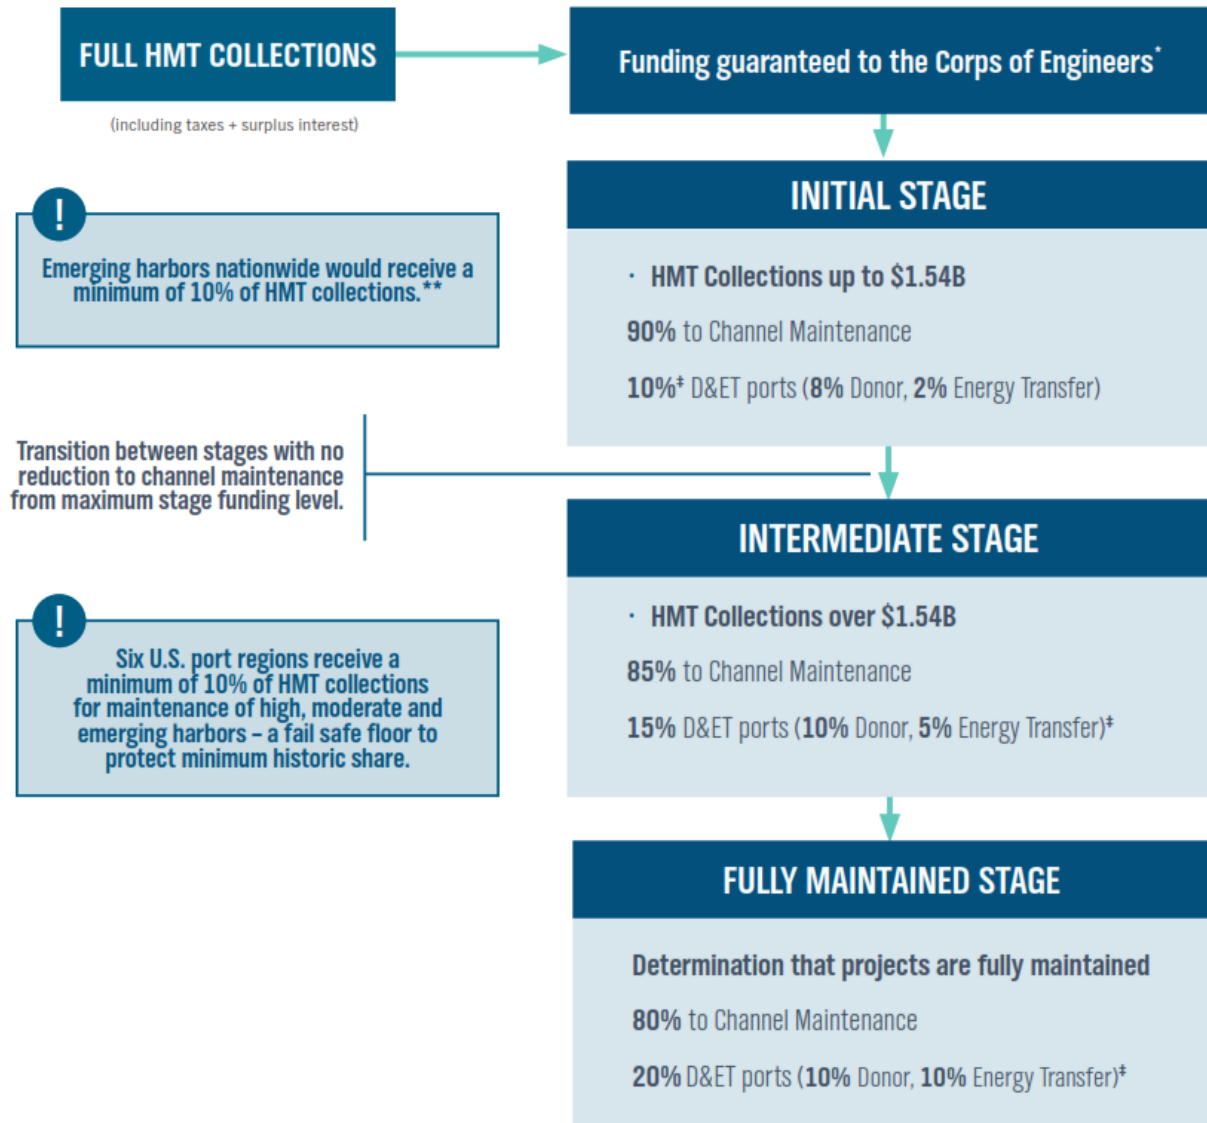 FULL HMT COLLECTIONS
(including taxes + surplus interest)
Funding guaranteed to the Corps of Engineers*
!
Emerging harbors nationwide would receive a
minimum of 10% of HMT collections.**
INITIAL STAGE
· HMT Collections up to $1.54B
90% to Channel Maintenance
10%‡ D&ET ports (8% Donor, 2% Energy Transfer)
Transition between stages with no
reduction to channel maintenance
from maximum stage funding level.
INTERMEDIATE STAGE
· HMT Collections over $1.54B
85% to Channel Maintenance
15% D&ET ports (10% Donor, 5% Energy Transfer)‡
!
Six U.S. port regions receive a
minimum of 10% of HMT collections
for maintenance of high, moderate and
emerging harbors – a fail safe floor to
protect minimum historic share.
FULLY MAINTAINED STAGE
Determination that projects are fully maintained
80% to Channel Maintenance
20% D&ET ports (10% Donor, 10% Energy Transfer)‡